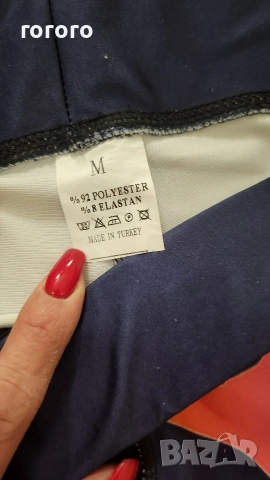 rororo
M
%92 POLYESTER
%8 ELASTAN
MADE IN TURKEY
BAZAR